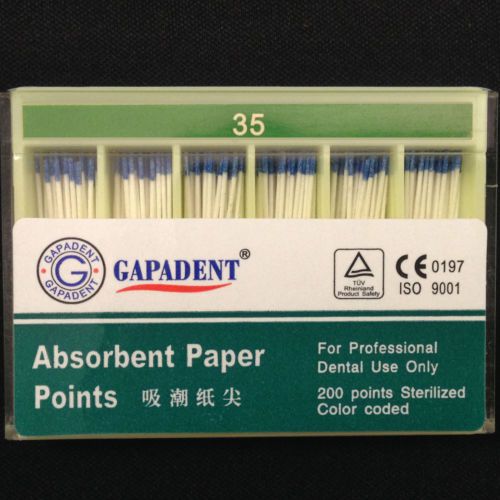 35
GAPADENT
G
GAPADENT
GAPADENT®
TÜV
Rheinland
Product Safety
CE 0197
ISO 9001
Absorbent Paper
Points 吸潮纸尖
For Professional
Dental Use Only
200 points Sterilized
Color coded